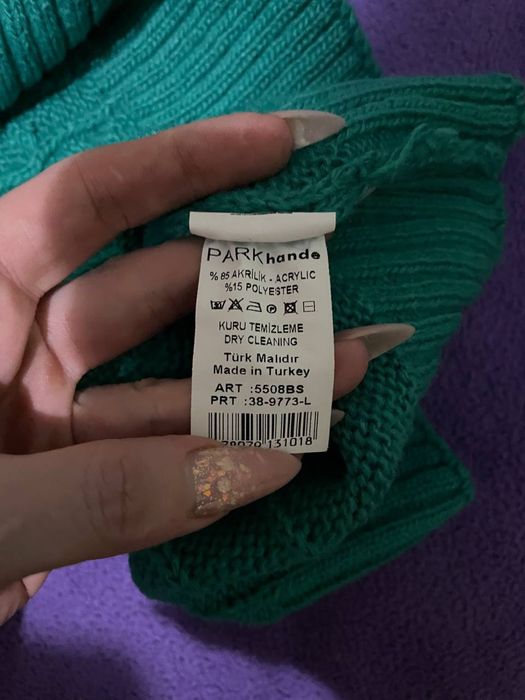 PARKhande
% 85 AKRİLİK - ACRYLIC
%15 POLYESTER
KURU TEMİZLEME
DRY CLEANING
Türk Malıdır
Made in Turkey
ART :5508BS
PRT :38-9773-L
131018